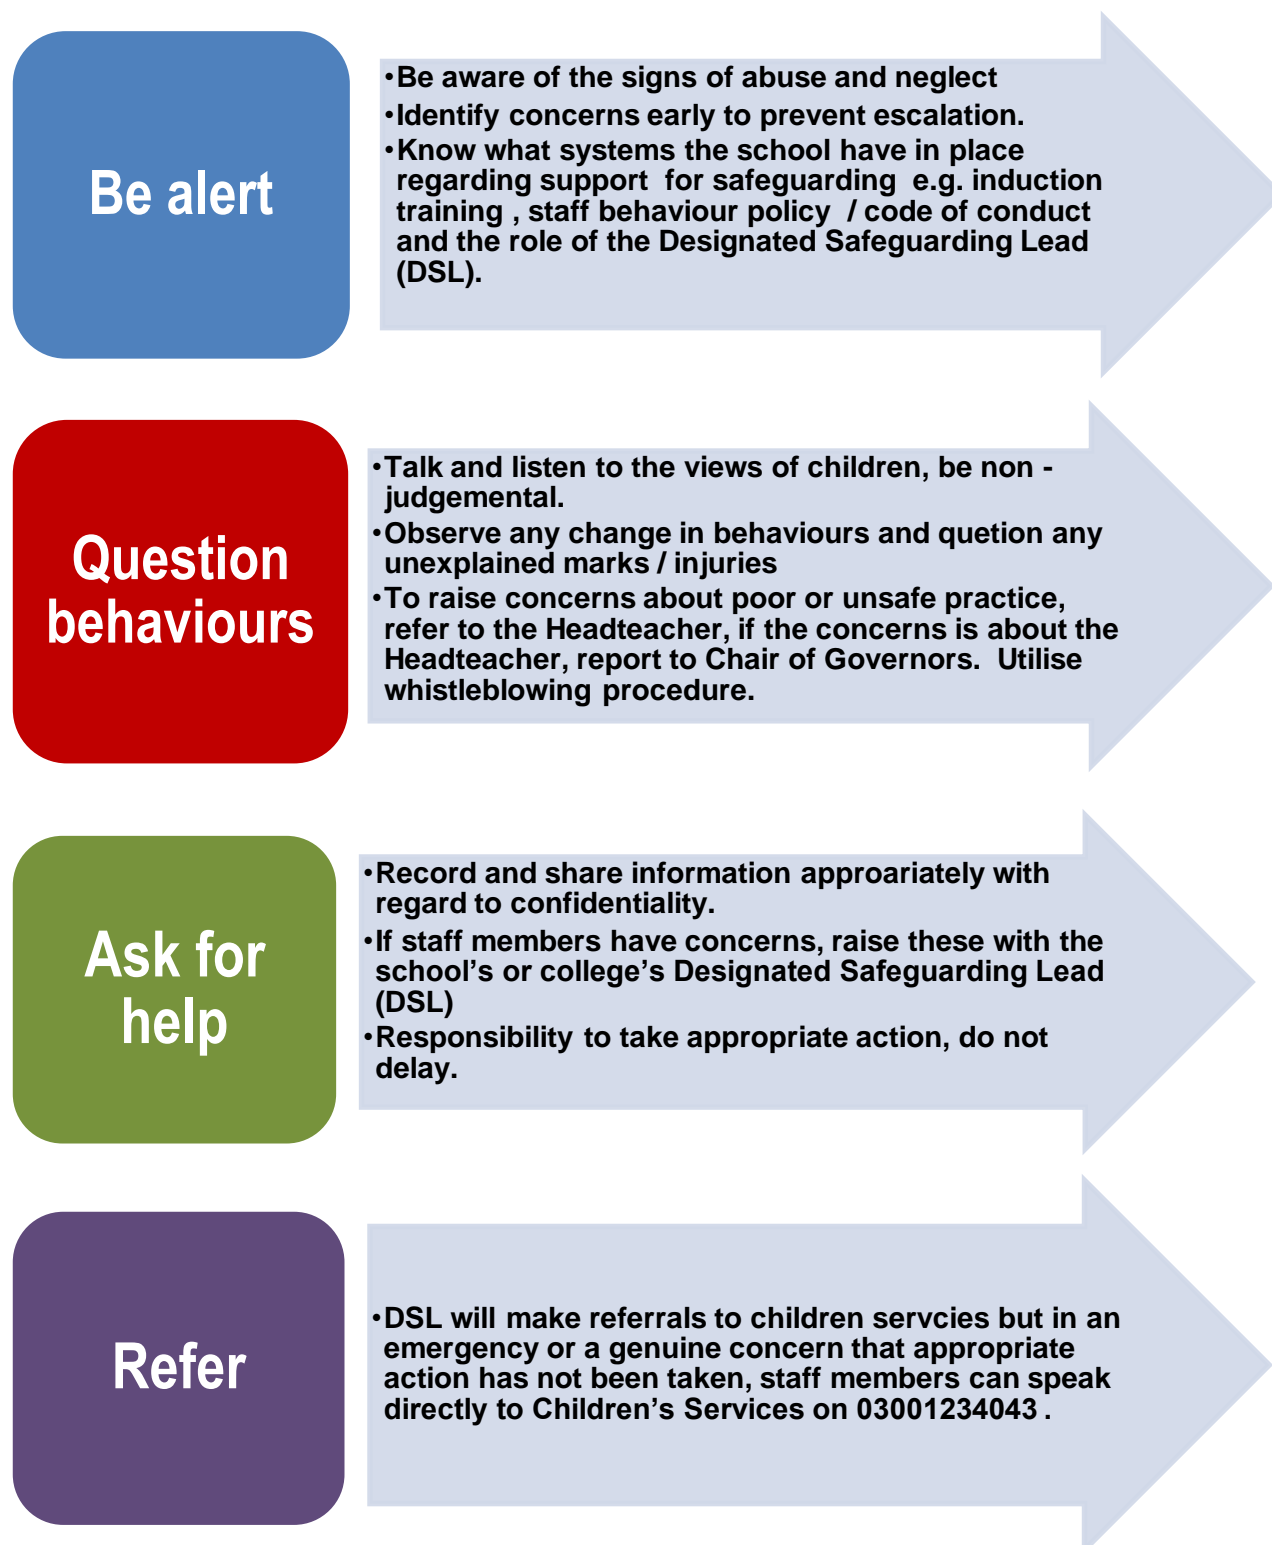 Be alert
•Be aware of the signs of abuse and neglect
•Identify concerns early to prevent escalation.
•Know what systems the school have in place
regarding support for safeguarding e.g. induction
training , staff behaviour policy / code of conduct
and the role of the Designated Safeguarding Lead
(DSL).
Question
behaviours
•Talk and listen to the views of children, be non -
judgemental.
•Observe any change in behaviours and quetion any
unexplained marks / injuries
•To raise concerns about poor or unsafe practice,
refer to the Headteacher, if the concerns is about the
Headteacher, report to Chair of Governors. Utilise
whistleblowing procedure.
Ask for
help
•Record and share information approariately with
regard to confidentiality.
•If staff members have concerns, raise these with the
school’s or college’s Designated Safeguarding Lead
(DSL)
•Responsibility to take appropriate action, do not
delay.
Refer
•DSL will make referrals to children servcies but in an
emergency or a genuine concern that appropriate
action has not been taken, staff members can speak
directly to Children’s Services on 03001234043 .